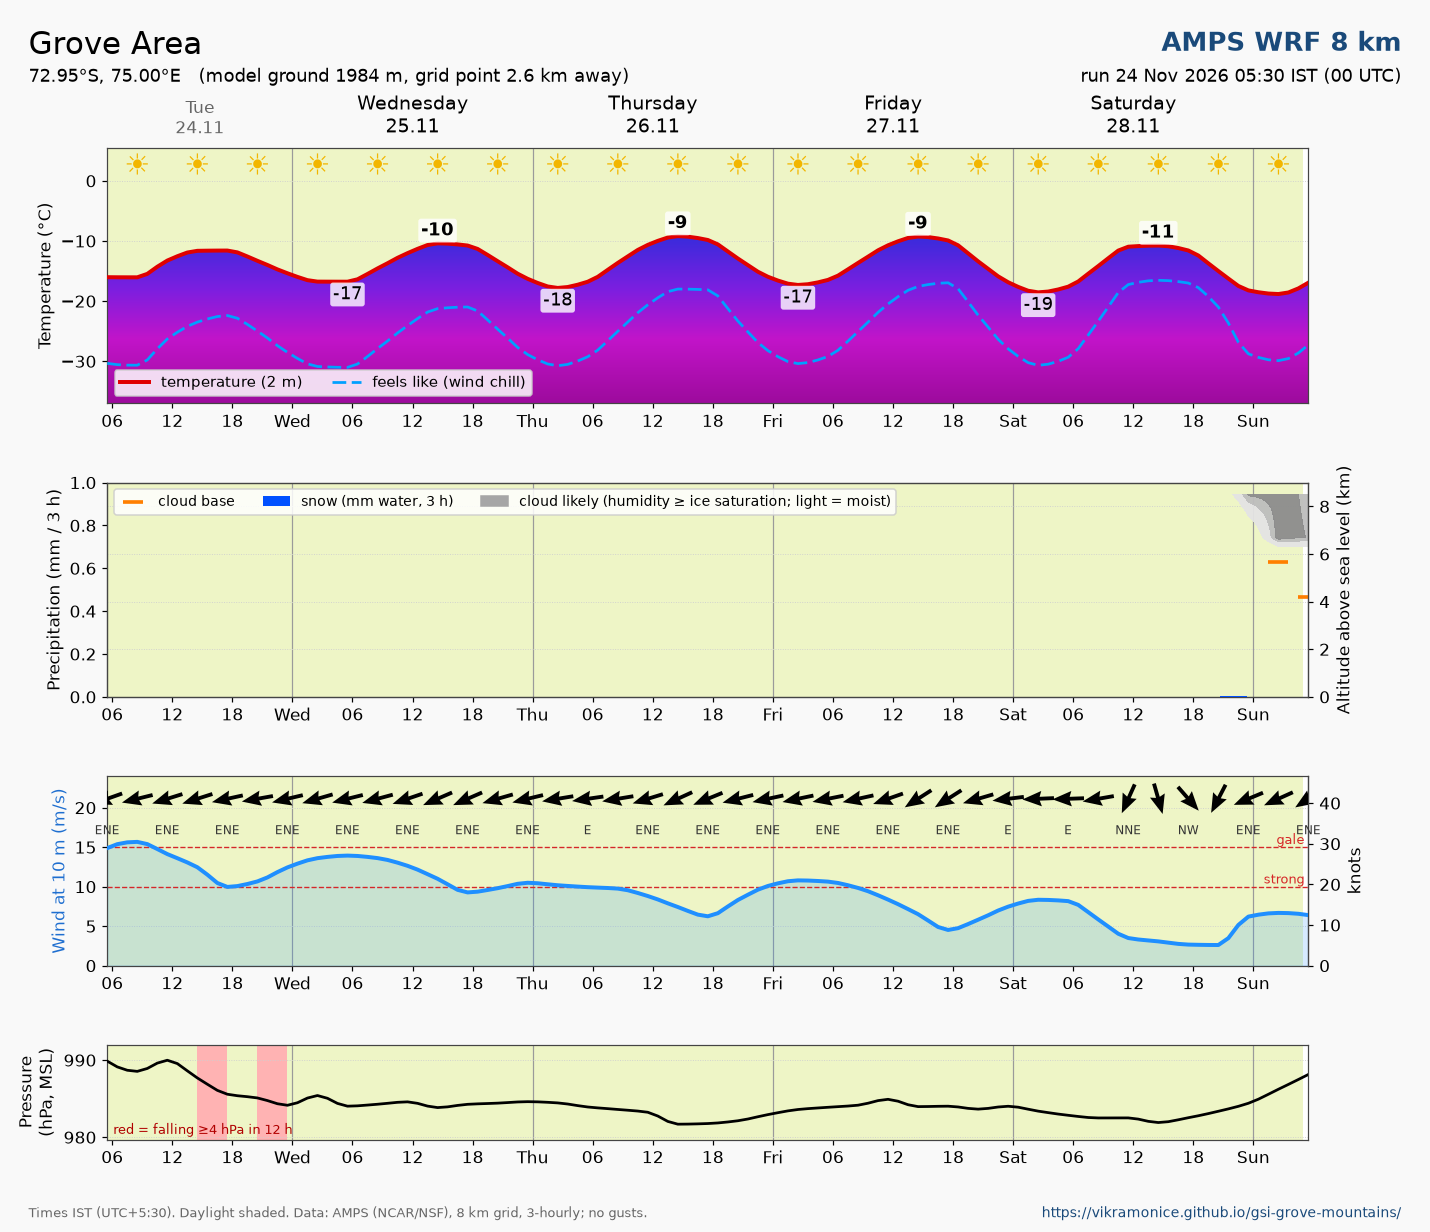 Grove Area
AMPS WRF 8 km
72.95°S, 75.00°E (model ground 1984 m, grid point 2.6 km away)
run 24 Nov 2026 05:30 IST (00 UTC)
Tue Wednesday Thursday Friday Saturday
24.11 25.11 26.11 27.11 28.11
Temperature (°C)
0
−10
−20
−30
-10 -9 -9 -11
-17 -18 -17 -19
temperature (2 m) feels like (wind chill)
06 12 18 Wed 06 12 18 Thu 06 12 18 Fri 06 12 18 Sat 06 12 18 Sun
Precipitation (mm / 3 h)
1.0
0.8
0.6
0.4
0.2
0.0
cloud base snow (mm water, 3 h) cloud likely (humidity ≥ ice saturation; light = moist)
8
6
4
2
0
Altitude above sea level (km)
06 12 18 Wed 06 12 18 Thu 06 12 18 Fri 06 12 18 Sat 06 12 18 Sun
Wind at 10 m (m/s)
20
15
10
5
0
ENE ENE ENE ENE ENE ENE ENE ENE E ENE ENE ENE ENE ENE ENE E E NNE NW ENE ENE
gale
strong
40
30
20
10
0
knots
06 12 18 Wed 06 12 18 Thu 06 12 18 Fri 06 12 18 Sat 06 12 18 Sun
Pressure
(hPa, MSL)
990
980
red = falling ≥4 hPa in 12 h
06 12 18 Wed 06 12 18 Thu 06 12 18 Fri 06 12 18 Sat 06 12 18 Sun
Times IST (UTC+5:30). Daylight shaded. Data: AMPS (NCAR/NSF), 8 km grid, 3-hourly; no gusts.
https://vikramonice.github.io/gsi-grove-mountains/